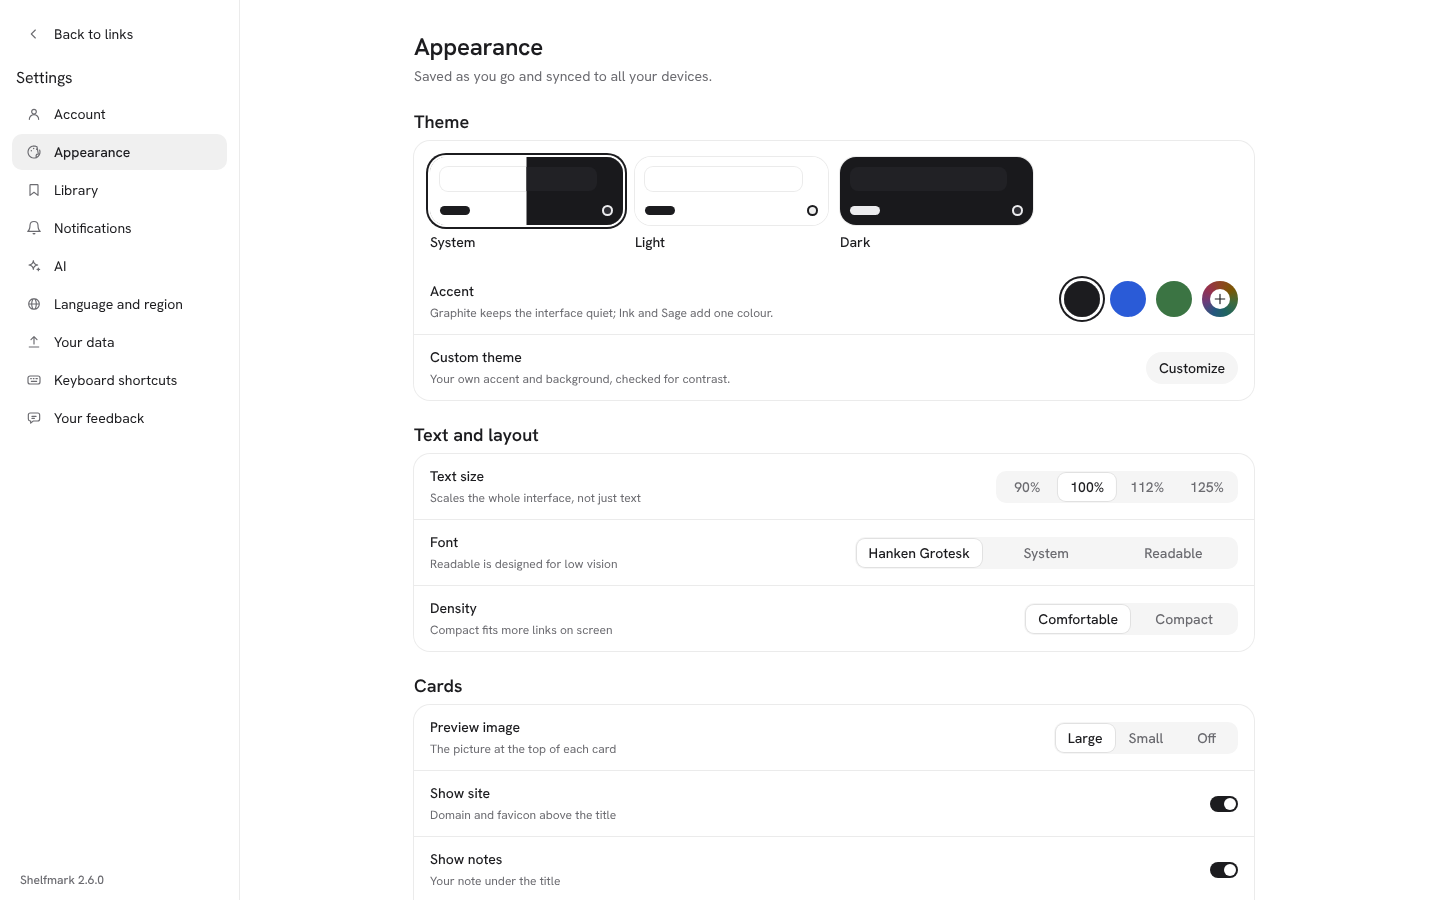 Back to links
Settings
Account
Appearance
Library
Notifications
AI
Language and region
Your data
Keyboard shortcuts
Your feedback
Shelfmark 2.6.0
Appearance
Saved as you go and synced to all your devices.
Theme
System Light Dark
Accent
Graphite keeps the interface quiet; Ink and Sage add one colour.
Custom theme
Your own accent and background, checked for contrast.
Customize
Text and layout
Text size
Scales the whole interface, not just text
90% 100% 112% 125%
Font
Readable is designed for low vision
Hanken Grotesk System Readable
Density
Compact fits more links on screen
Comfortable Compact
Cards
Preview image
The picture at the top of each card
Large Small Off
Show site
Domain and favicon above the title
Show notes
Your note under the title